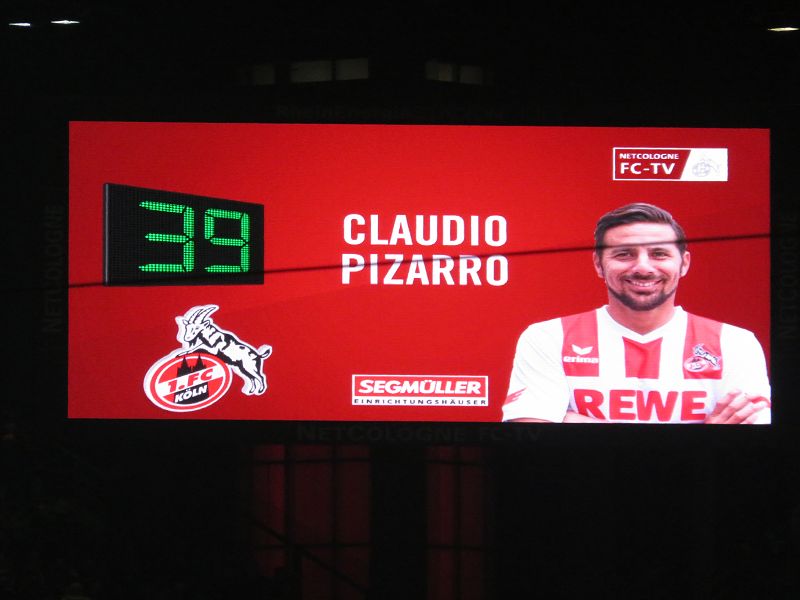 NETCOLOGNE
FC-TV
39
CLAUDIO
PIZARRO
erima
REWE
1. FC
KÖLN
SEGMÜLLER
EINRICHTUNGSHÄUSER
NETCOLOGNE FC-TV